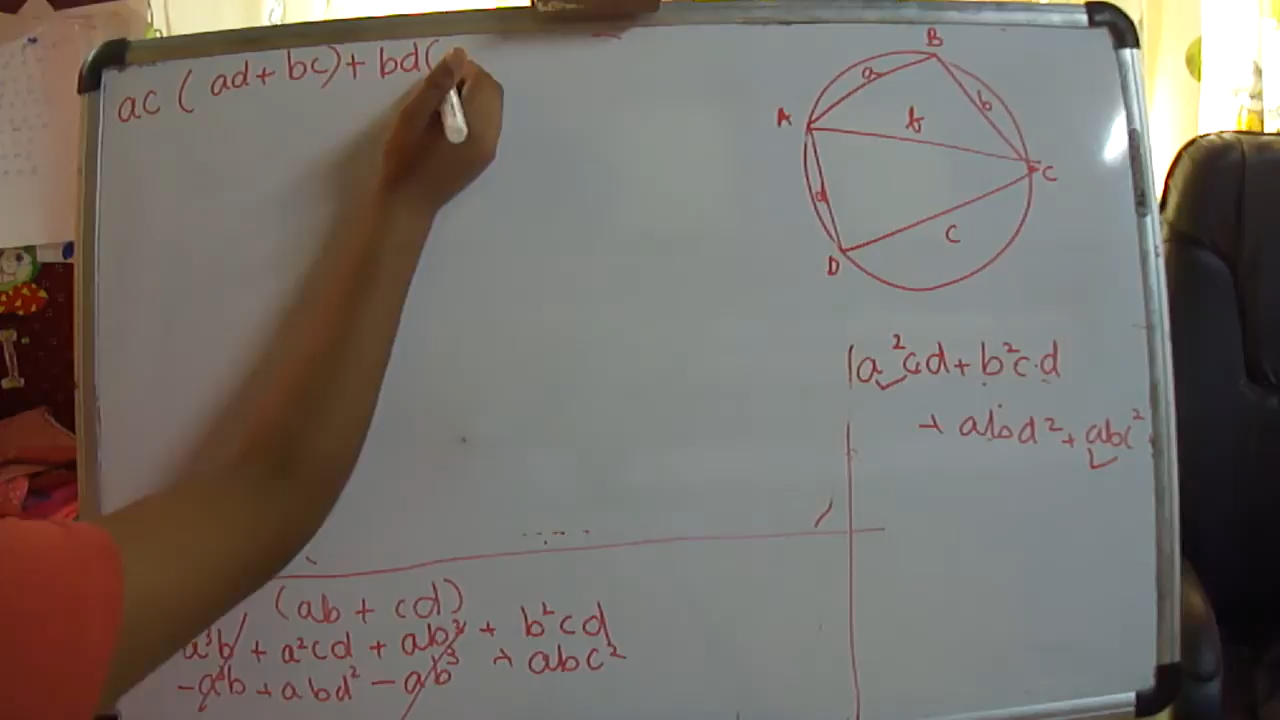 ac ( ad + bc ) + bd (
B
a
b
A
t
C
d
c
D
a²cd + b²c.d
+ abd² + abc²
(ab + cd)
a³b + a²cd + ab³ + b²cd
- a³b + abd² - ab³ + abc²